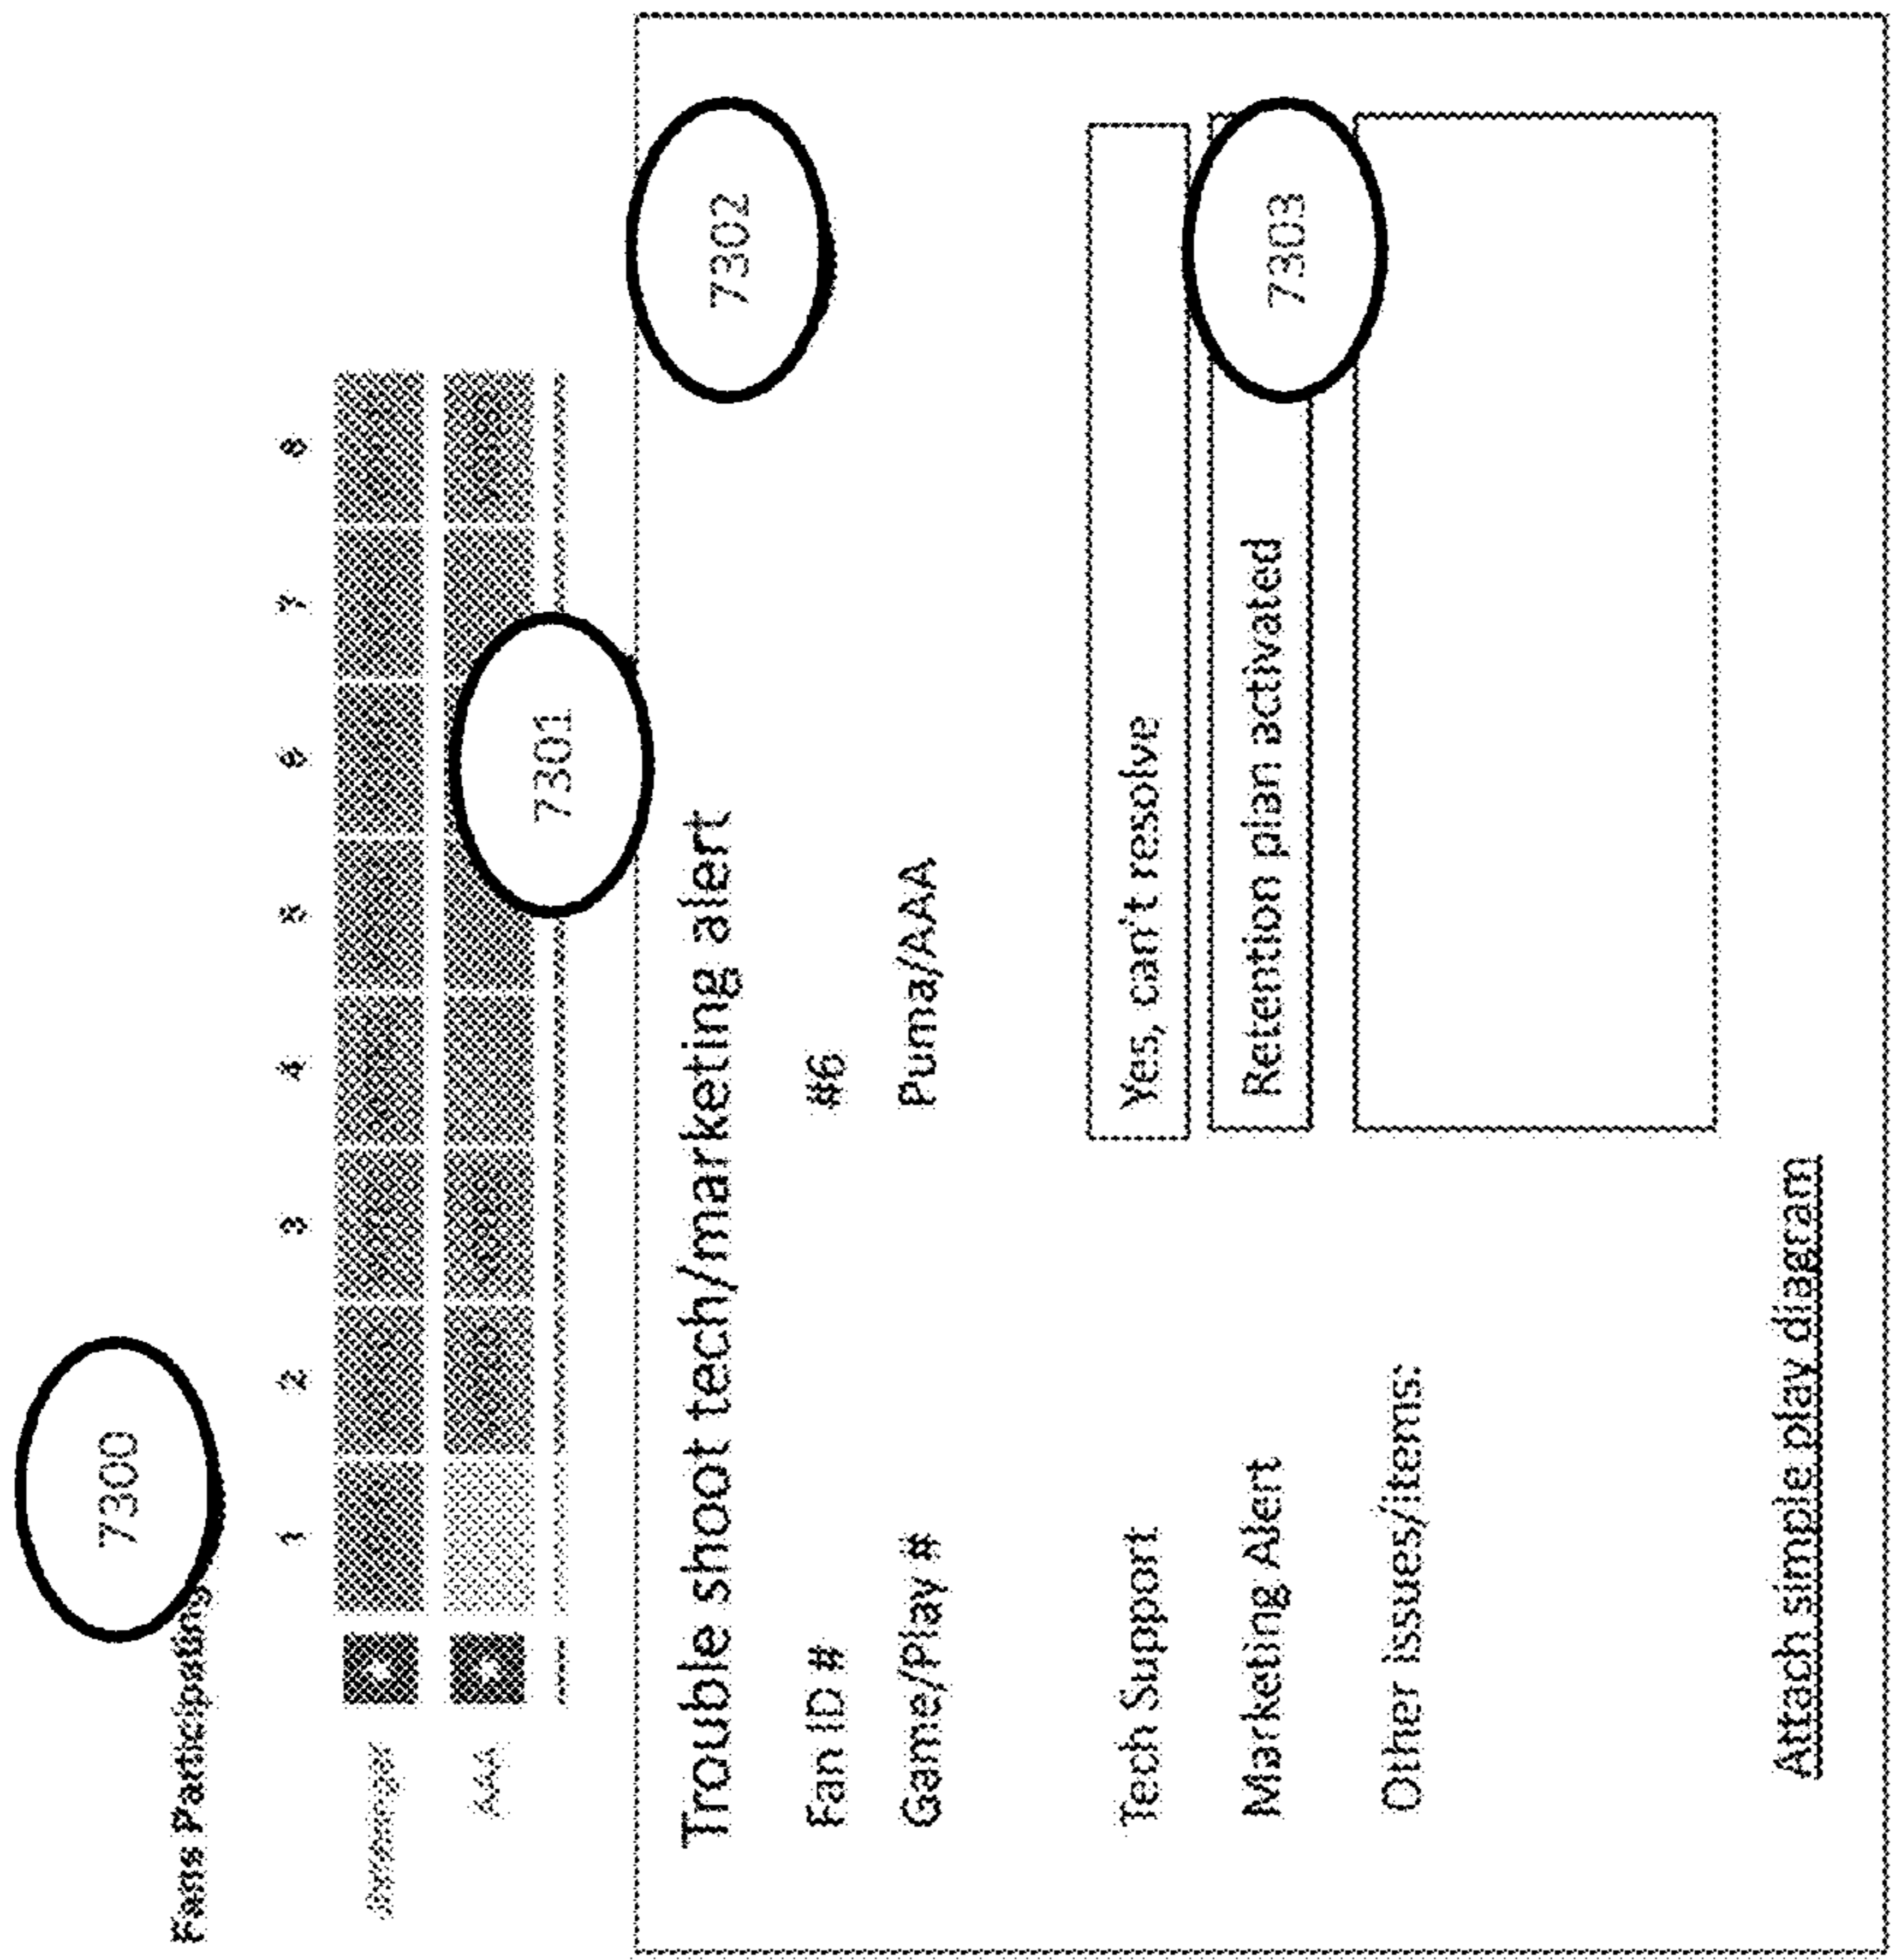 7300
Fans Participating
1 2 3 4 5 6 7 8
AAA
7301
7302
Trouble shoot tech/marketing alert
Fan ID # #6
Game/Play # Puma/AAA
Tech Support Yes, can't resolve
Marketing Alert Retention plan activated
7303
Other issues/items:
Attach simple play diagram